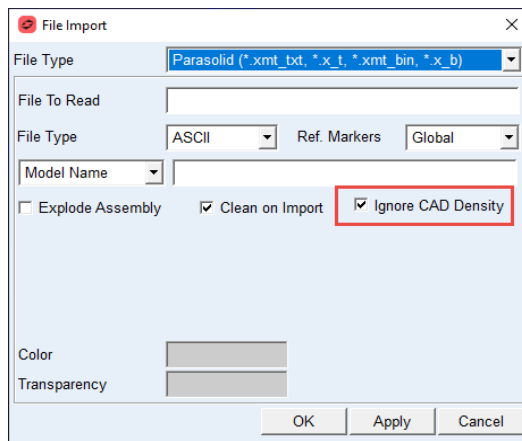 File Import
File Type Parasolid (*.xmt_txt, *.x_t, *.xmt_bin, *.x_b)
File To Read
File Type ASCII Ref. Markers Global
Model Name
Explode Assembly Clean on Import Ignore CAD Density
Color
Transparency
OK Apply Cancel